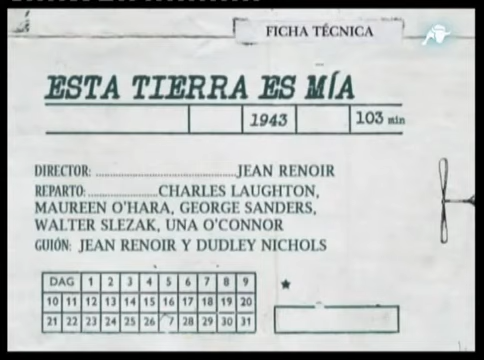 FICHA TÉCNICA
ESTA TIERRA ES MÍA
1943 103 min
DIRECTOR: ........................................JEAN RENOIR
REPARTO:....................CHARLES LAUGHTON,
MAUREEN O'HARA, GEORGE SANDERS,
WALTER SLEZAK, UNA O'CONNOR
GUIÓN: JEAN RENOIR Y DUDLEY NICHOLS
DAG 1 2 3 4 5 6 7 8 9
10 11 12 13 14 15 16 17 18 19 20
21 22 23 24 25 26 7 28 29 30 31